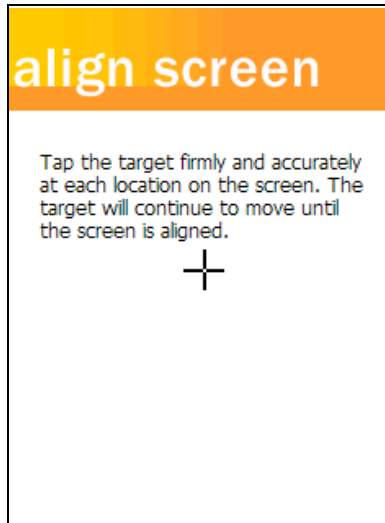 align screen
Tap the target firmly and accurately
at each location on the screen. The
target will continue to move until
the screen is aligned.